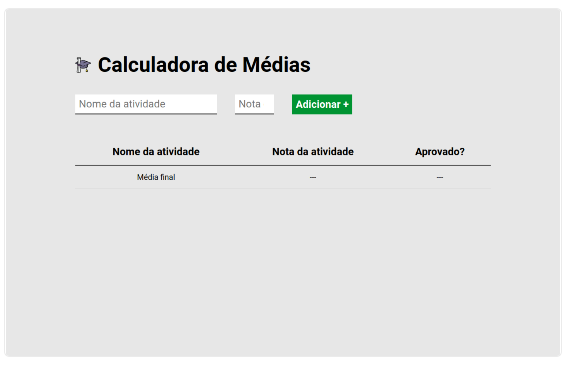 Calculadora de Médias
Nome da atividade Nota Adicionar +
Nome da atividade Nota da atividade Aprovado?
Média final — —